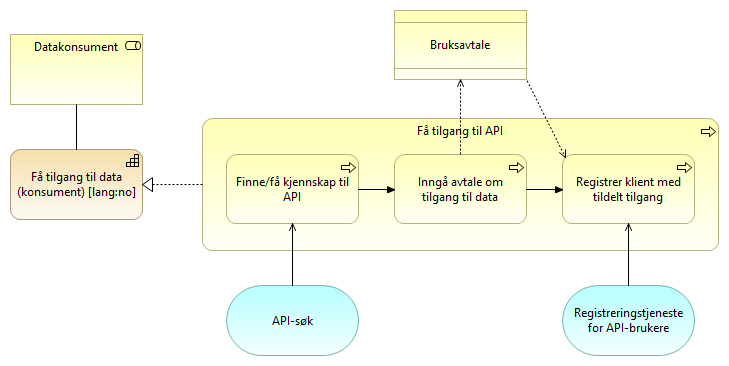 Datakonsument
Bruksavtale
Få tilgang til API
Få tilgang til data
(konsument) [lang:no]
Finne/få kjennskap til
API
Inngå avtale om
tilgang til data
Registrer klient med
tildelt tilgang
API-søk
Registreringstjeneste
for API-brukere